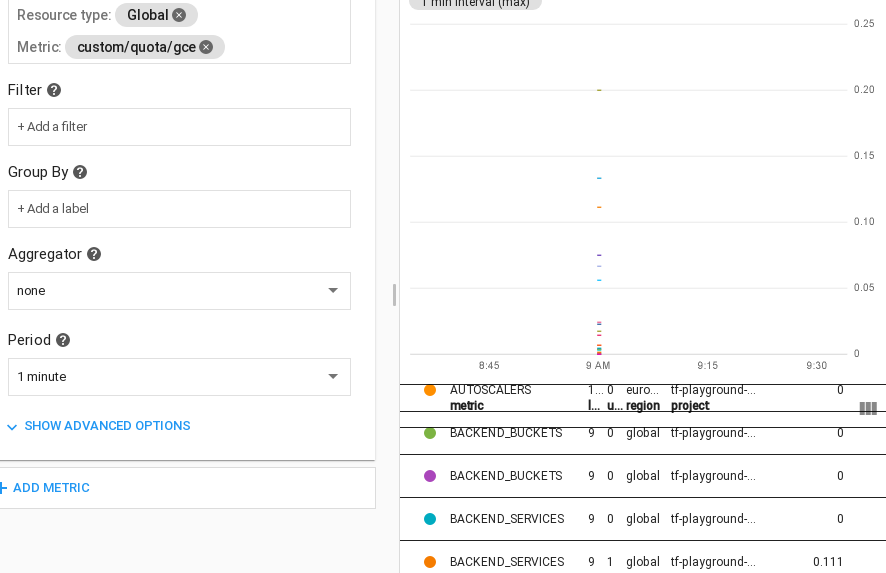 Resource type: Global
Metric: custom/quota/gce
Filter
+ Add a filter
Group By
+ Add a label
Aggregator
none
Period
1 minute
SHOW ADVANCED OPTIONS
ADD METRIC
1 min interval (max)
0.25
0.20
0.15
0.10
0.05
0
8:45 9 AM 9:15 9:30
AUTOSCALERS 1... 0 euro... tf-playground-... 0
metric l... u... region project
BACKEND_BUCKETS 9 0 global tf-playground-... 0
BACKEND_BUCKETS 9 0 global tf-playground-... 0
BACKEND_SERVICES 9 0 global tf-playground-... 0
BACKEND_SERVICES 9 1 global tf-playground-... 0.111